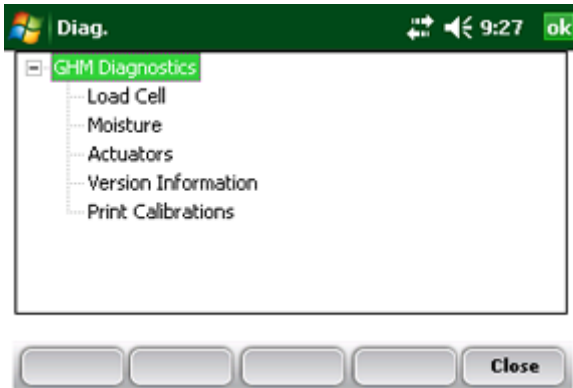 Diag. 9:27 ok
GHM Diagnostics
Load Cell
Moisture
Actuators
Version Information
Print Calibrations
Close